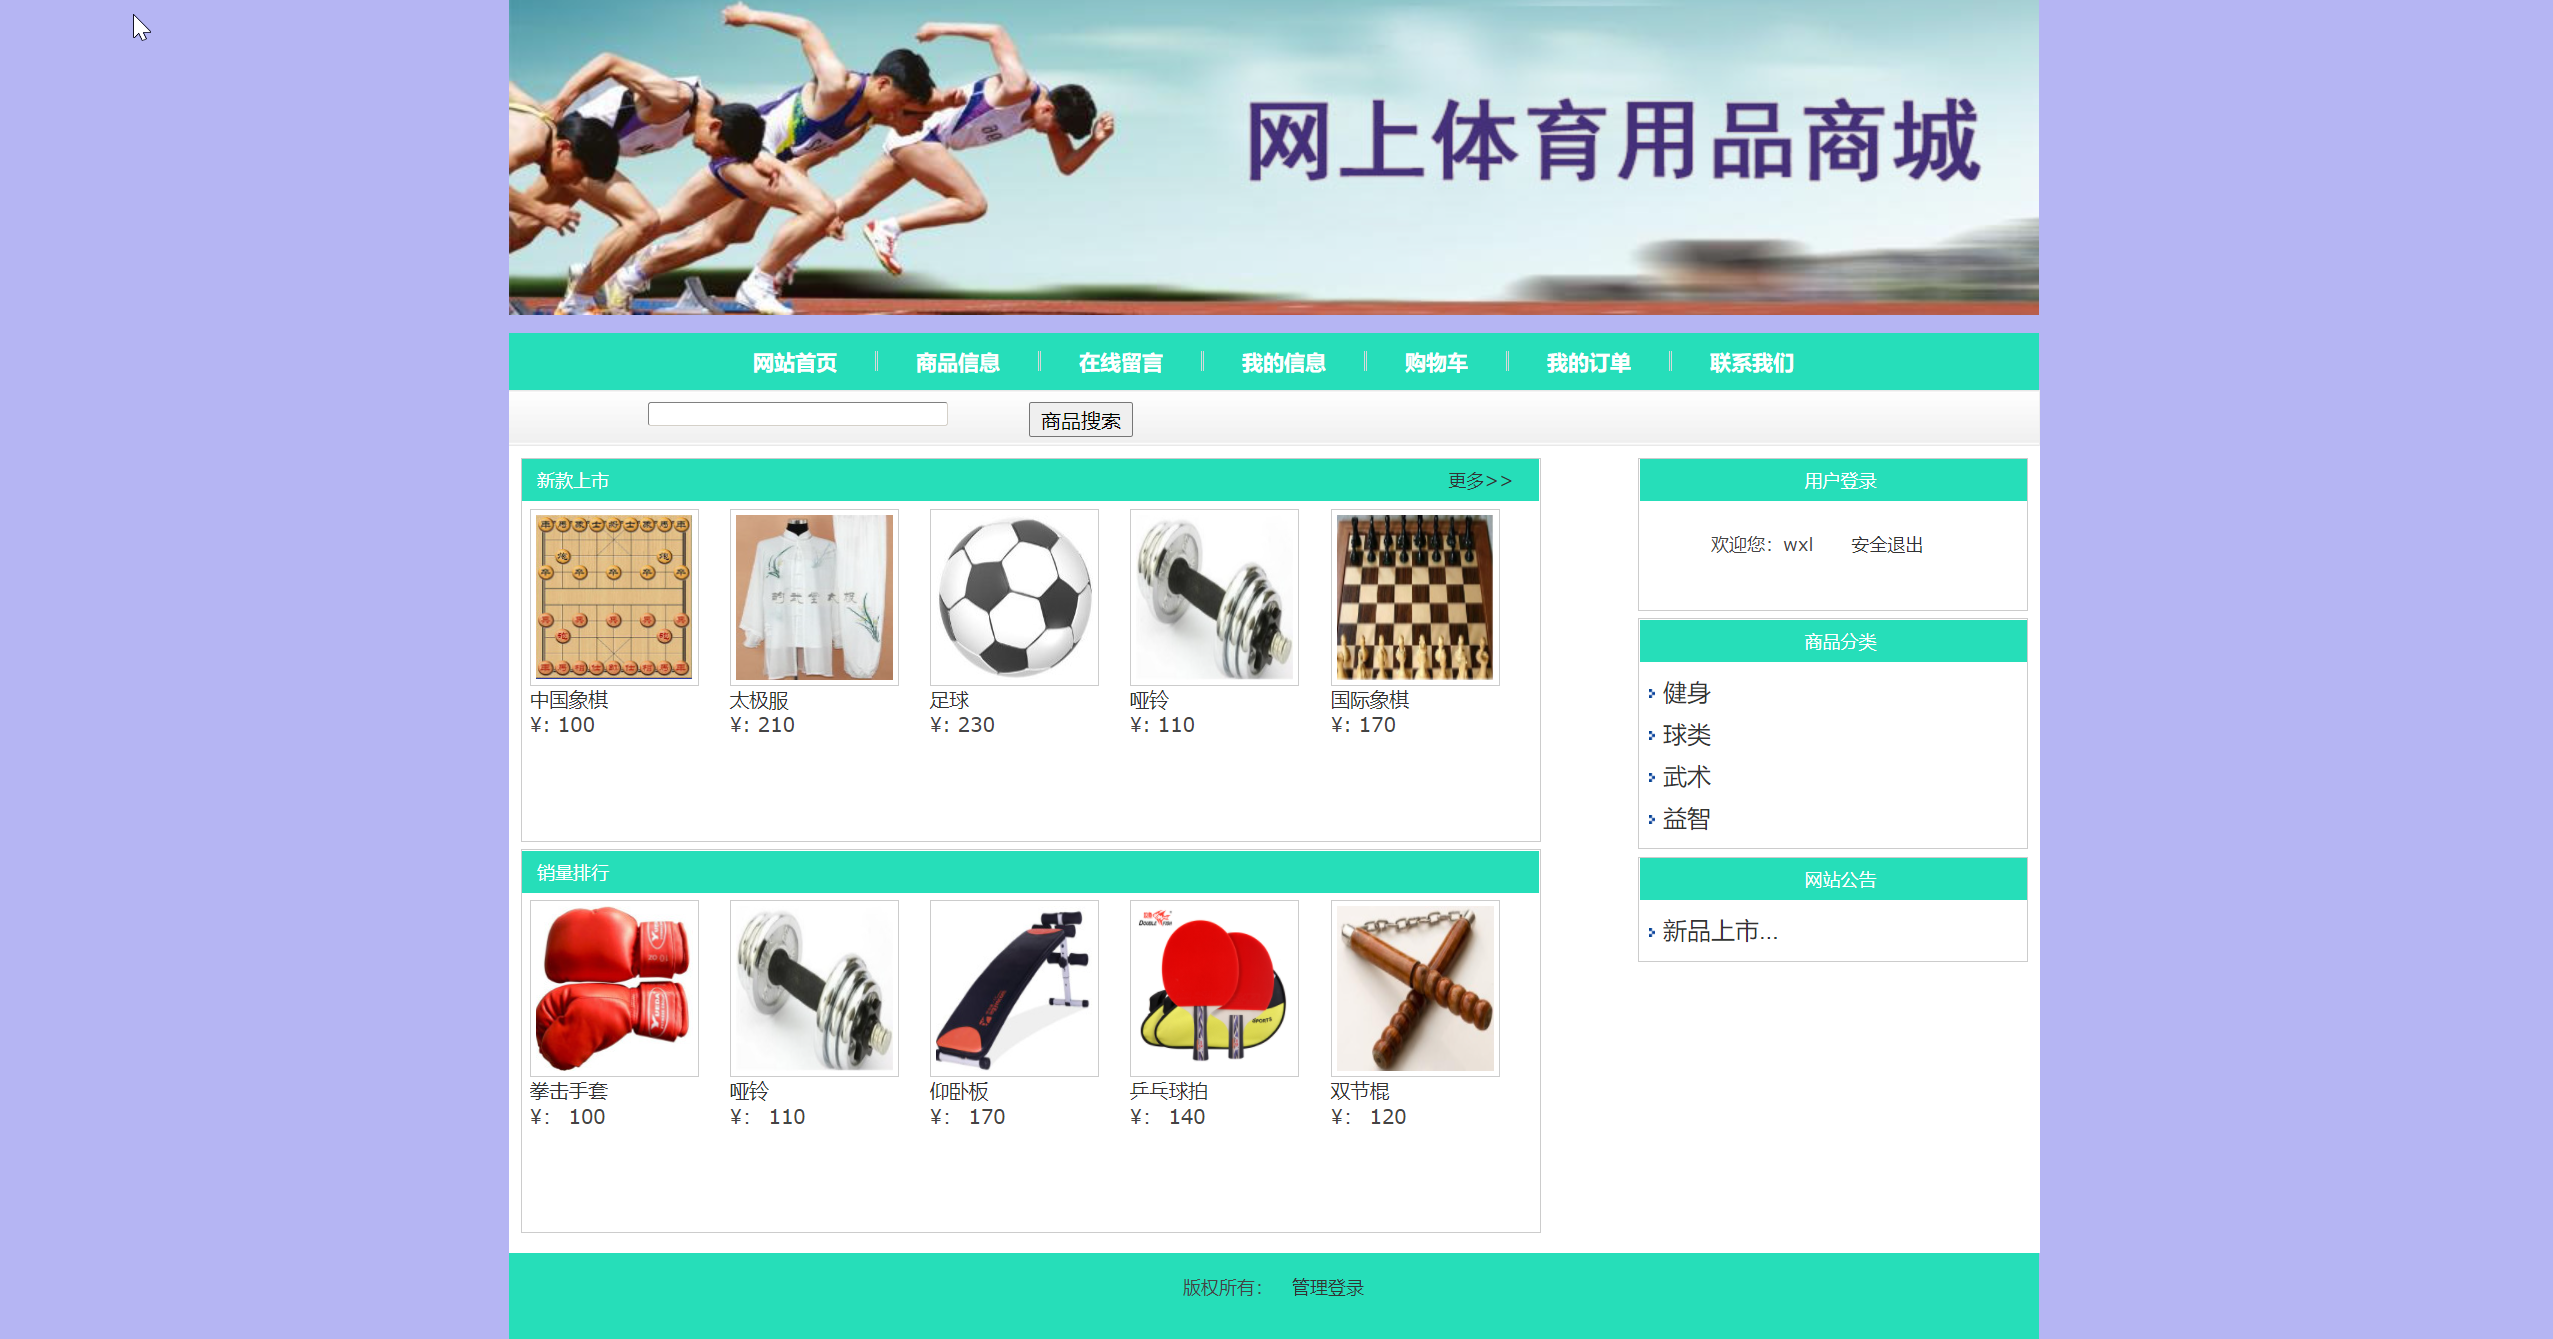 网上体育用品商城
网站首页 商品信息 在线留言 我的信息 购物车 我的订单 联系我们
商品搜索
新款上市 更多>>
中国象棋 太极服 足球 哑铃 国际象棋
¥: 100 ¥: 210 ¥: 230 ¥: 110 ¥: 170
销量排行
DOUBLE FISH
SPORTS
拳击手套 哑铃 仰卧板 乒乓球拍 双节棍
¥： 100 ¥： 110 ¥： 170 ¥： 140 ¥： 120
用户登录
欢迎您：wxl 安全退出
商品分类
健身
球类
武术
益智
网站公告
新品上市...
版权所有： 管理登录